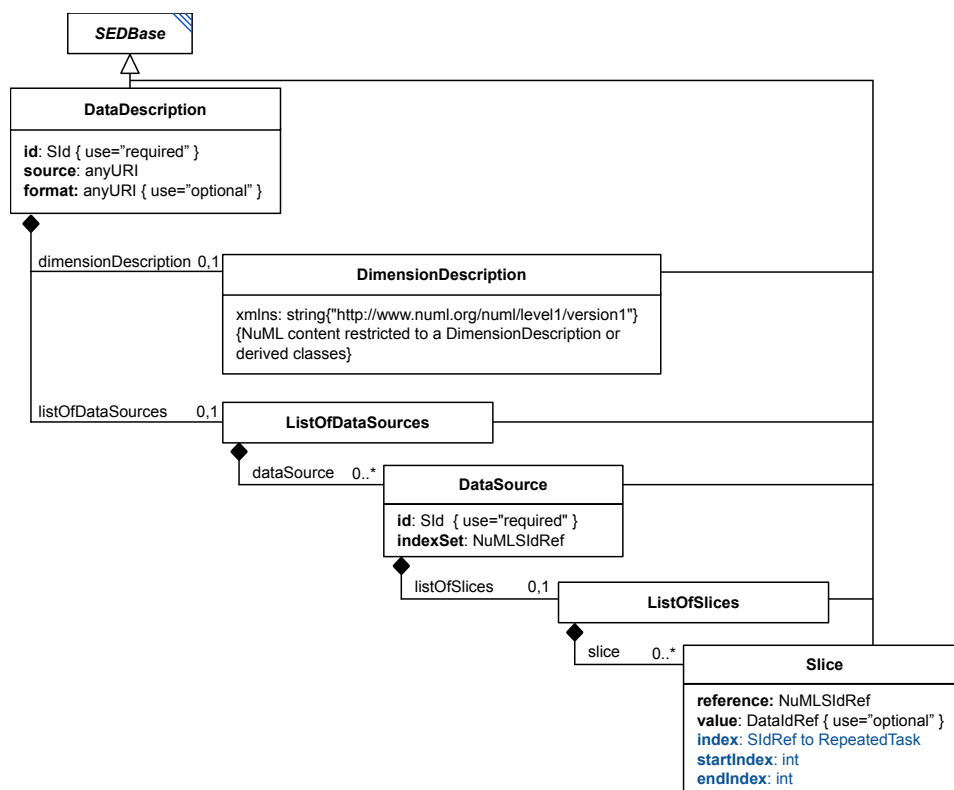 SEDBase
DataDescription
id: SId { use=”required” }
source: anyURI
format: anyURI { use=”optional” }
dimensionDescription 0,1
DimensionDescription
xmlns: string{"http://www.numl.org/numl/level1/version1"}
{NuML content restricted to a DimensionDescription or
derived classes}
listOfDataSources 0,1
ListOfDataSources
dataSource 0..*
DataSource
id: SId { use="required" }
indexSet: NuMLSIdRef
listOfSlices 0,1
ListOfSlices
slice 0..*
Slice
reference: NuMLSIdRef
value: DataIdRef { use=”optional” }
index: SIdRef to RepeatedTask
startIndex: int
endIndex: int